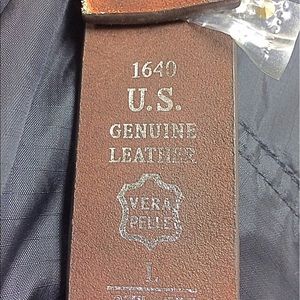 1640
U.S.
GENUINE
LEATHER
VERA
PELLE
L